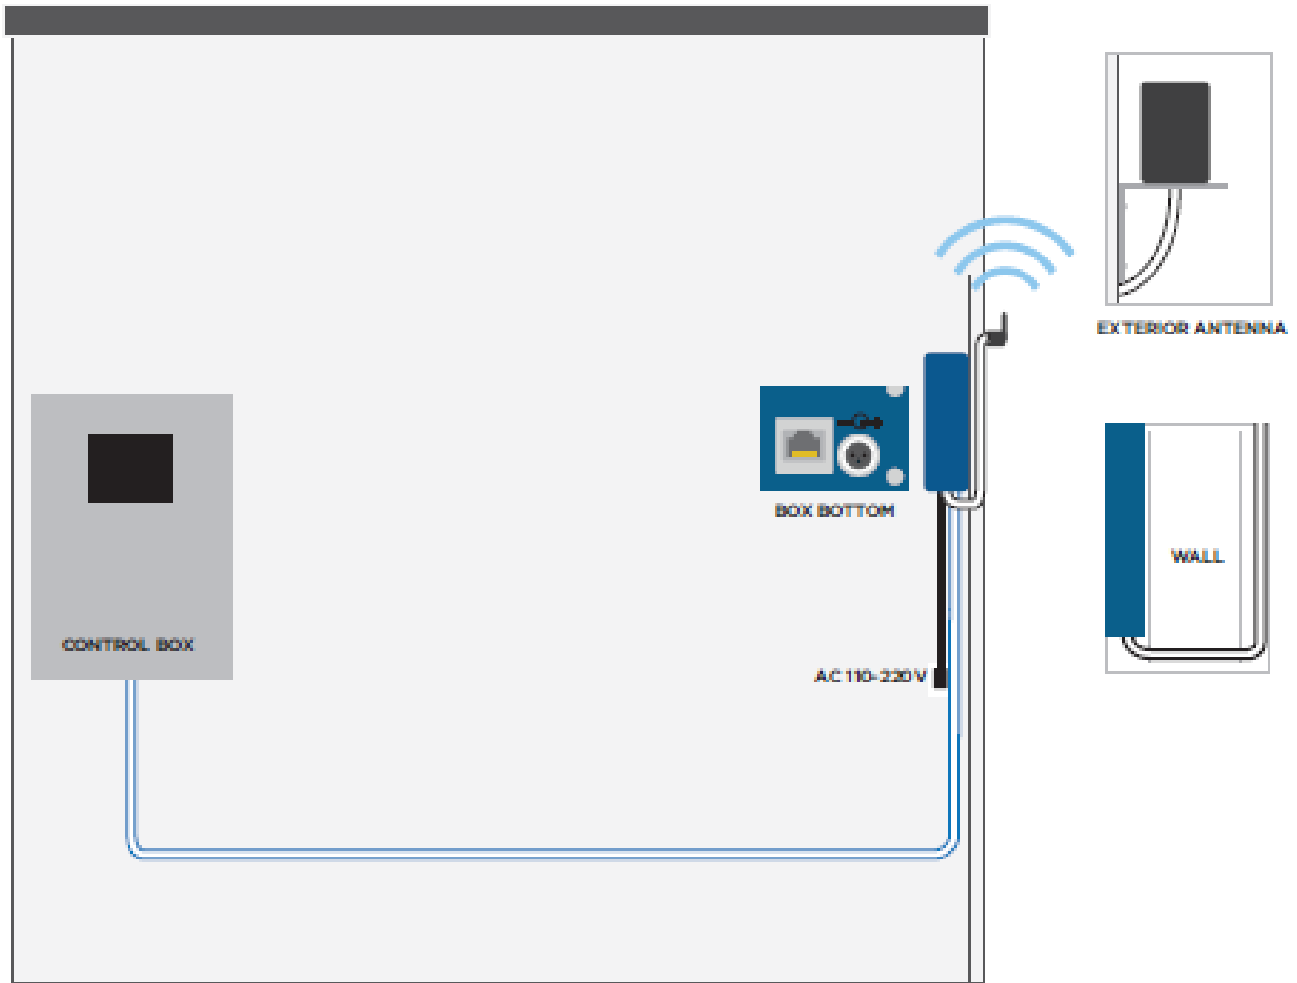 EXTERIOR ANTENNA
BOX BOTTOM
WALL
CONTROL BOX
AC 110-220 V